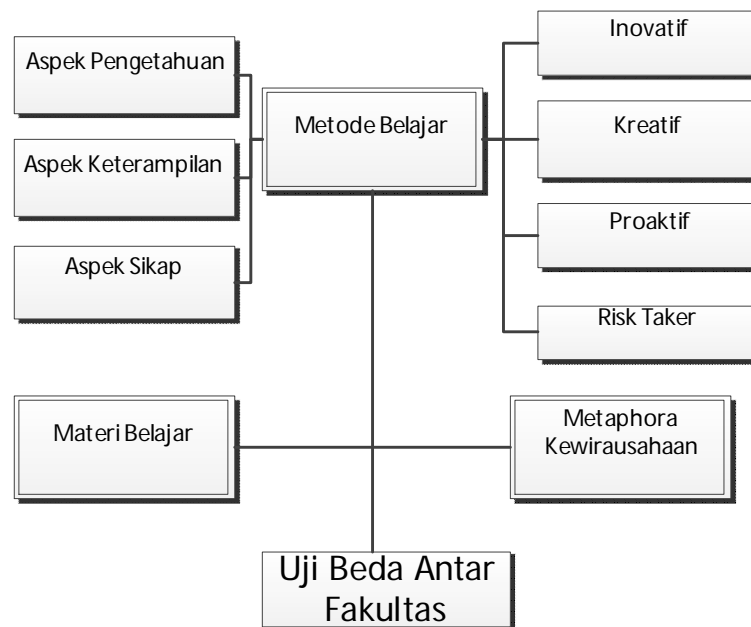 Aspek Pengetahuan
Aspek Keterampilan
Aspek Sikap
Metode Belajar
Inovatif
Kreatif
Proaktif
Risk Taker
Materi Belajar
Metaphora
Kewirausahaan
Uji Beda Antar
Fakultas